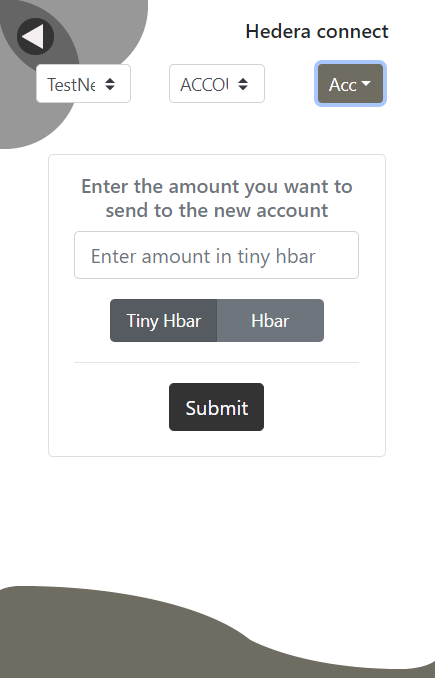 Hedera connect
TestNe
ACCOU
Acc
Enter the amount you want to
send to the new account
Enter amount in tiny hbar
Tiny Hbar
Hbar
Submit